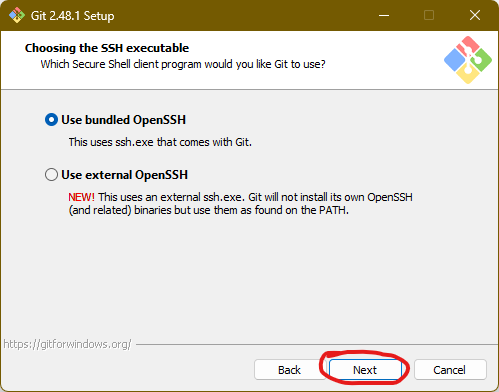 Git 2.48.1 Setup
Choosing the SSH executable
Which Secure Shell client program would you like Git to use?
Use bundled OpenSSH
This uses ssh.exe that comes with Git.
Use external OpenSSH
NEW! This uses an external ssh.exe. Git will not install its own OpenSSH
(and related) binaries but use them as found on the PATH.
https://gitforwindows.org/
Back Next Cancel